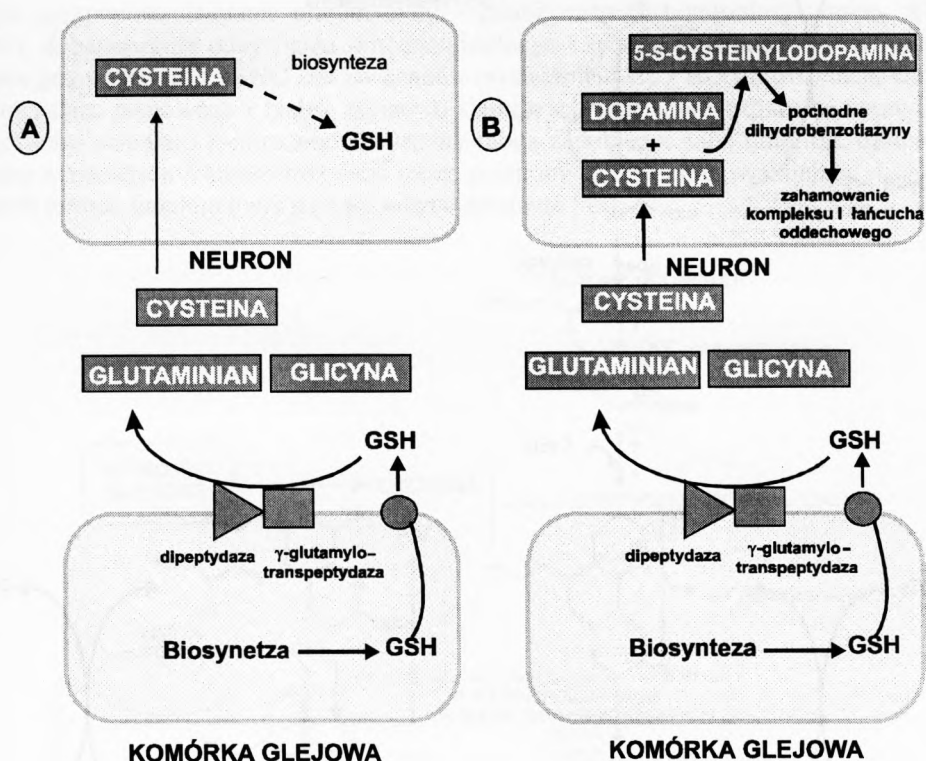 A
CYSTEINA
biosynteza
GSH
NEURON
CYSTEINA
GLUTAMINIAN GLICYNA
GSH
dipeptydaza
γ-glutamylo–
transpeptydaza
Biosynetza
GSH
KOMÓRKA GLEJOWA
B
5-S-CYSTEINYLODOPAMINA
DOPAMINA
+
CYSTEINA
pochodne
dihydrobenzotiazyny
zahamowanie
kompleksu I łańcucha
oddechowego
NEURON
CYSTEINA
GLUTAMINIAN GLICYNA
GSH
dipeptydaza
γ-glutamylo–
transpeptydaza
Biosynteza
GSH
KOMÓRKA GLEJOWA